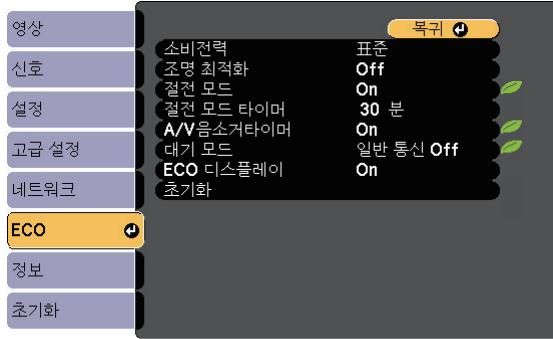 영상
신호
설정
고급 설정
네트워크
ECO
정보
초기화
복귀
소비전력 표준
조명 최적화 Off
절전 모드 On
절전 모드 타이머 30 분
A/V음소거타이머 On
대기 모드 일반 통신 Off
ECO 디스플레이 On
초기화